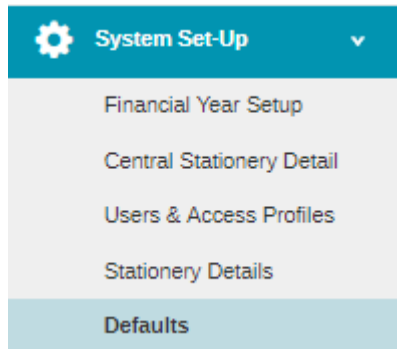 System Set-Up
Financial Year Setup
Central Stationery Detail
Users & Access Profiles
Stationery Details
Defaults